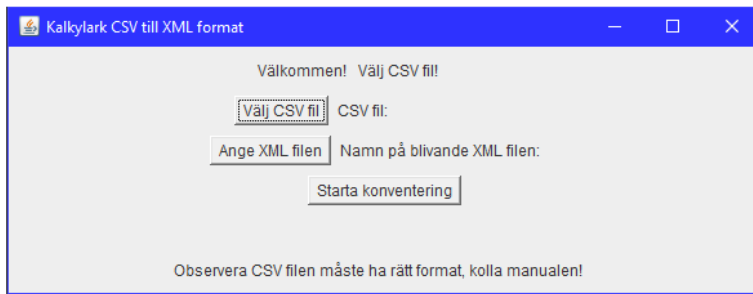 Kalkylark CSV till XML format
Välkommen! Välj CSV fil!
Välj CSV fil CSV fil:
Ange XML filen Namn på blivande XML filen:
Starta konventering
Observera CSV filen måste ha rätt format, kolla manualen!